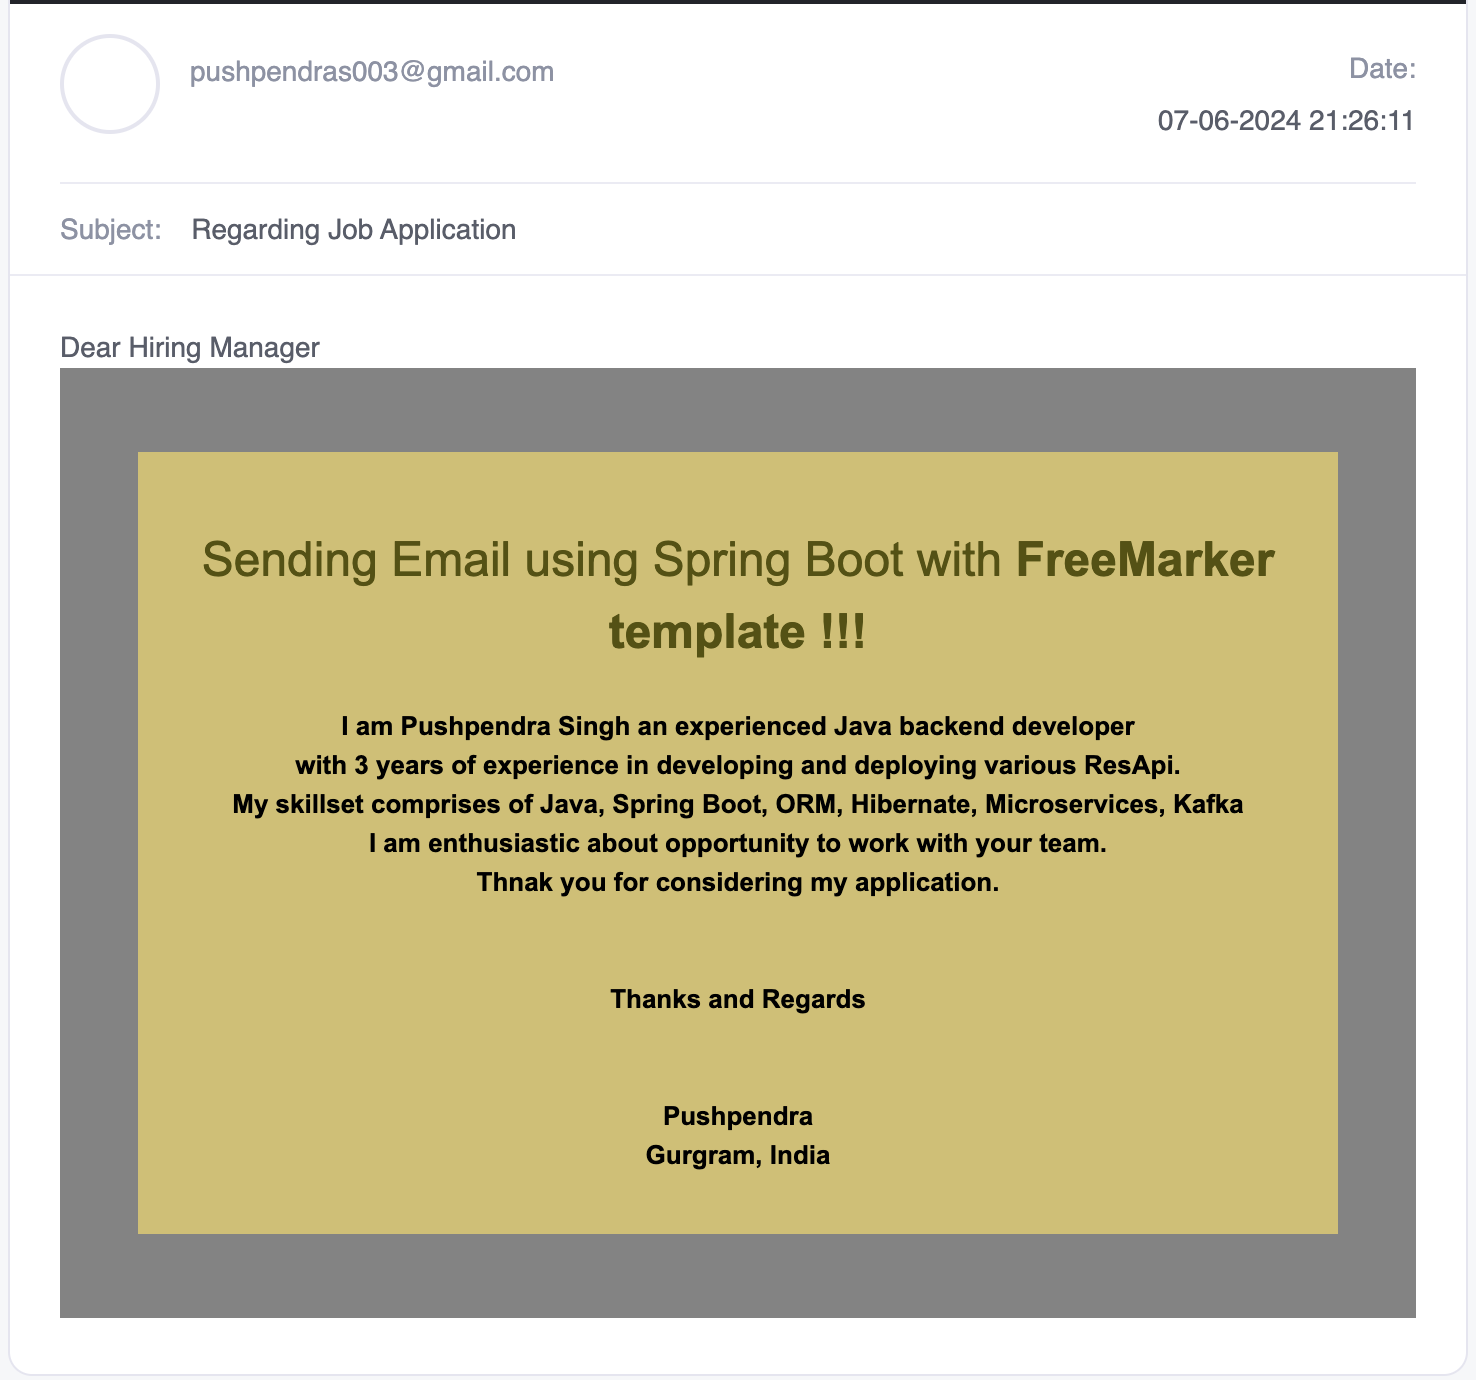 pushpendras003@gmail.com
Date:
07-06-2024 21:26:11
Subject: Regarding Job Application
Dear Hiring Manager
Sending Email using Spring Boot with FreeMarker
template !!!
I am Pushpendra Singh an experienced Java backend developer
with 3 years of experience in developing and deploying various ResApi.
My skillset comprises of Java, Spring Boot, ORM, Hibernate, Microservices, Kafka
I am enthusiastic about opportunity to work with your team.
Thnak you for considering my application.
Thanks and Regards
Pushpendra
Gurgram, India